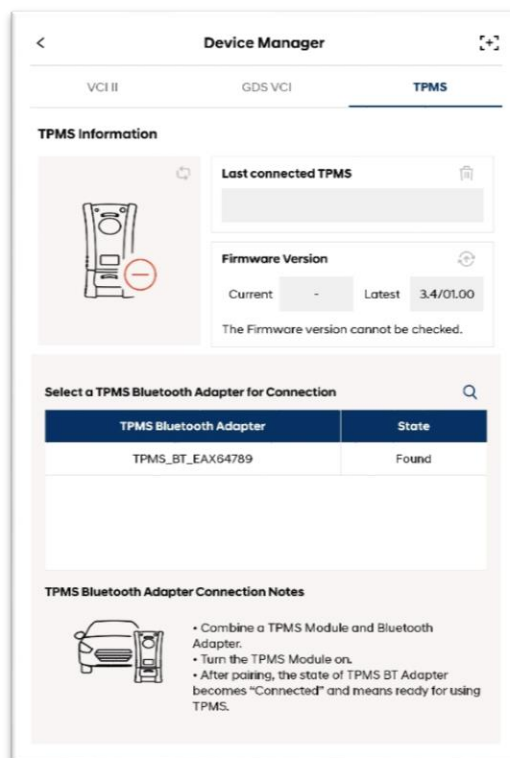 Device Manager
VCI II GDS VCI TPMS
TPMS Information
Last connected TPMS
Firmware Version
Current - Latest 3.4/01.00
The Firmware version cannot be checked.
Select a TPMS Bluetooth Adapter for Connection
TPMS Bluetooth Adapter State
TPMS_BT_EAX64789 Found
TPMS Bluetooth Adapter Connection Notes
• Combine a TPMS Module and Bluetooth
Adapter.
• Turn the TPMS Module on.
• After pairing, the state of TPMS BT Adapter
becomes "Connected" and means ready for using
TPMS.